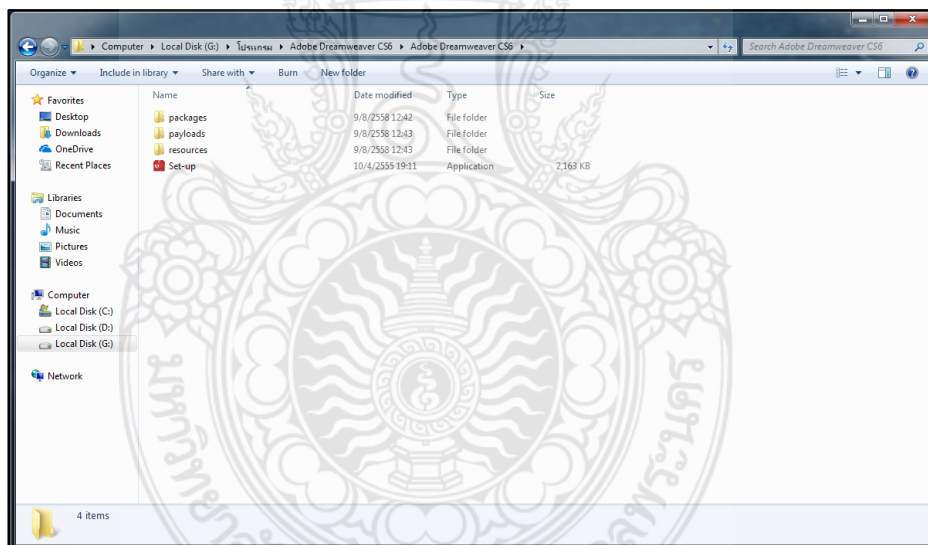 Computer ▸ Local Disk (G:) ▸ โปรแกรม ▸ Adobe Dreamweaver CS6 ▸ Adobe Dreamweaver CS6 ▸
Search Adobe Dreamweaver CS6
Organize ▾ Include in library ▾ Share with ▾ Burn New folder
Name Date modified Type Size
packages 9/8/2558 12:42 File folder
payloads 9/8/2558 12:43 File folder
resources 9/8/2558 12:43 File folder
Set-up 10/4/2555 19:11 Application 2,163 KB
Favorites
Desktop
Downloads
OneDrive
Recent Places
Libraries
Documents
Music
Pictures
Videos
Computer
Local Disk (C:)
Local Disk (D:)
Local Disk (G:)
Network
4 items